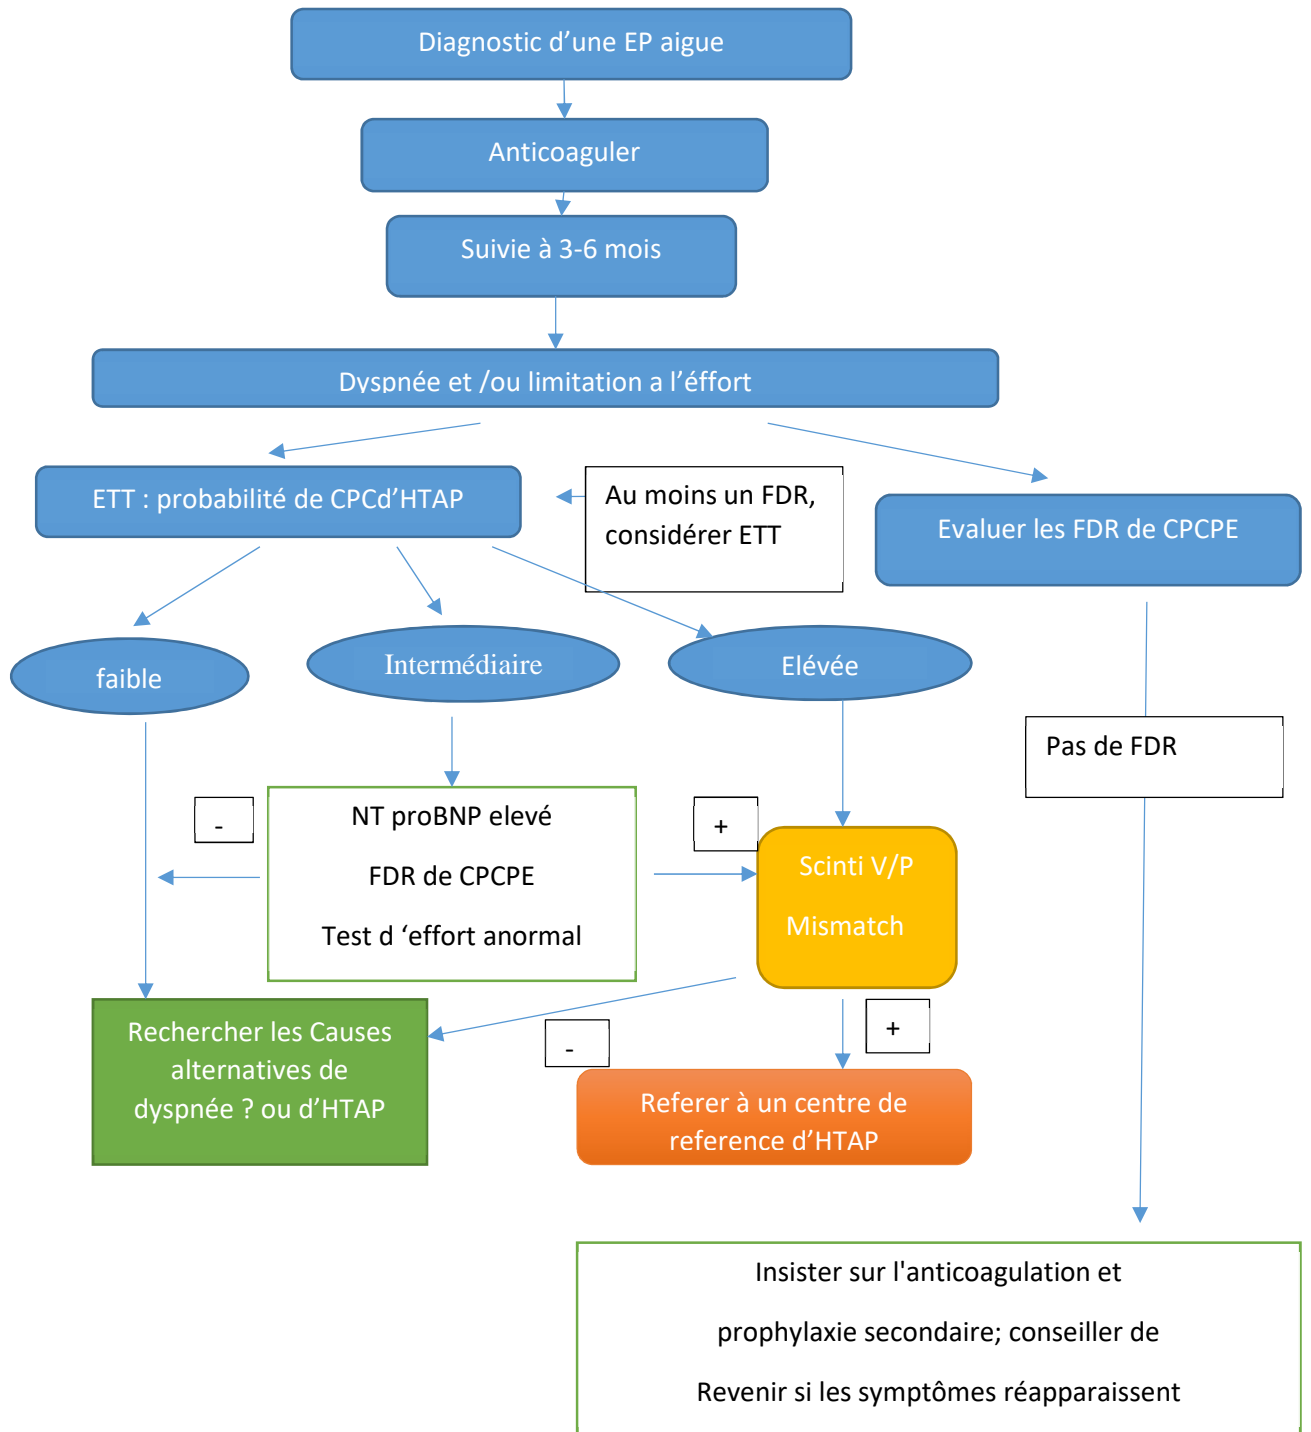 Diagnostic d’une EP aigue
Anticoaguler
Suivie à 3-6 mois
Dyspnée et /ou limitation a l’éffort
ETT : probabilité de CPCd’HTAP
Au moins un FDR,
considérer ETT
Evaluer les FDR de CPCPE
faible
Intermédiaire
Elévée
Pas de FDR
-
NT proBNP elevé
FDR de CPCPE
Test d ‘effort anormal
+
Scinti V/P
Mismatch
Rechercher les Causes
alternatives de
dyspnée ? ou d’HTAP
-
+
Referer à un centre de
reference d’HTAP
Insister sur l'anticoagulation et
prophylaxie secondaire; conseiller de
Revenir si les symptômes réapparaissent